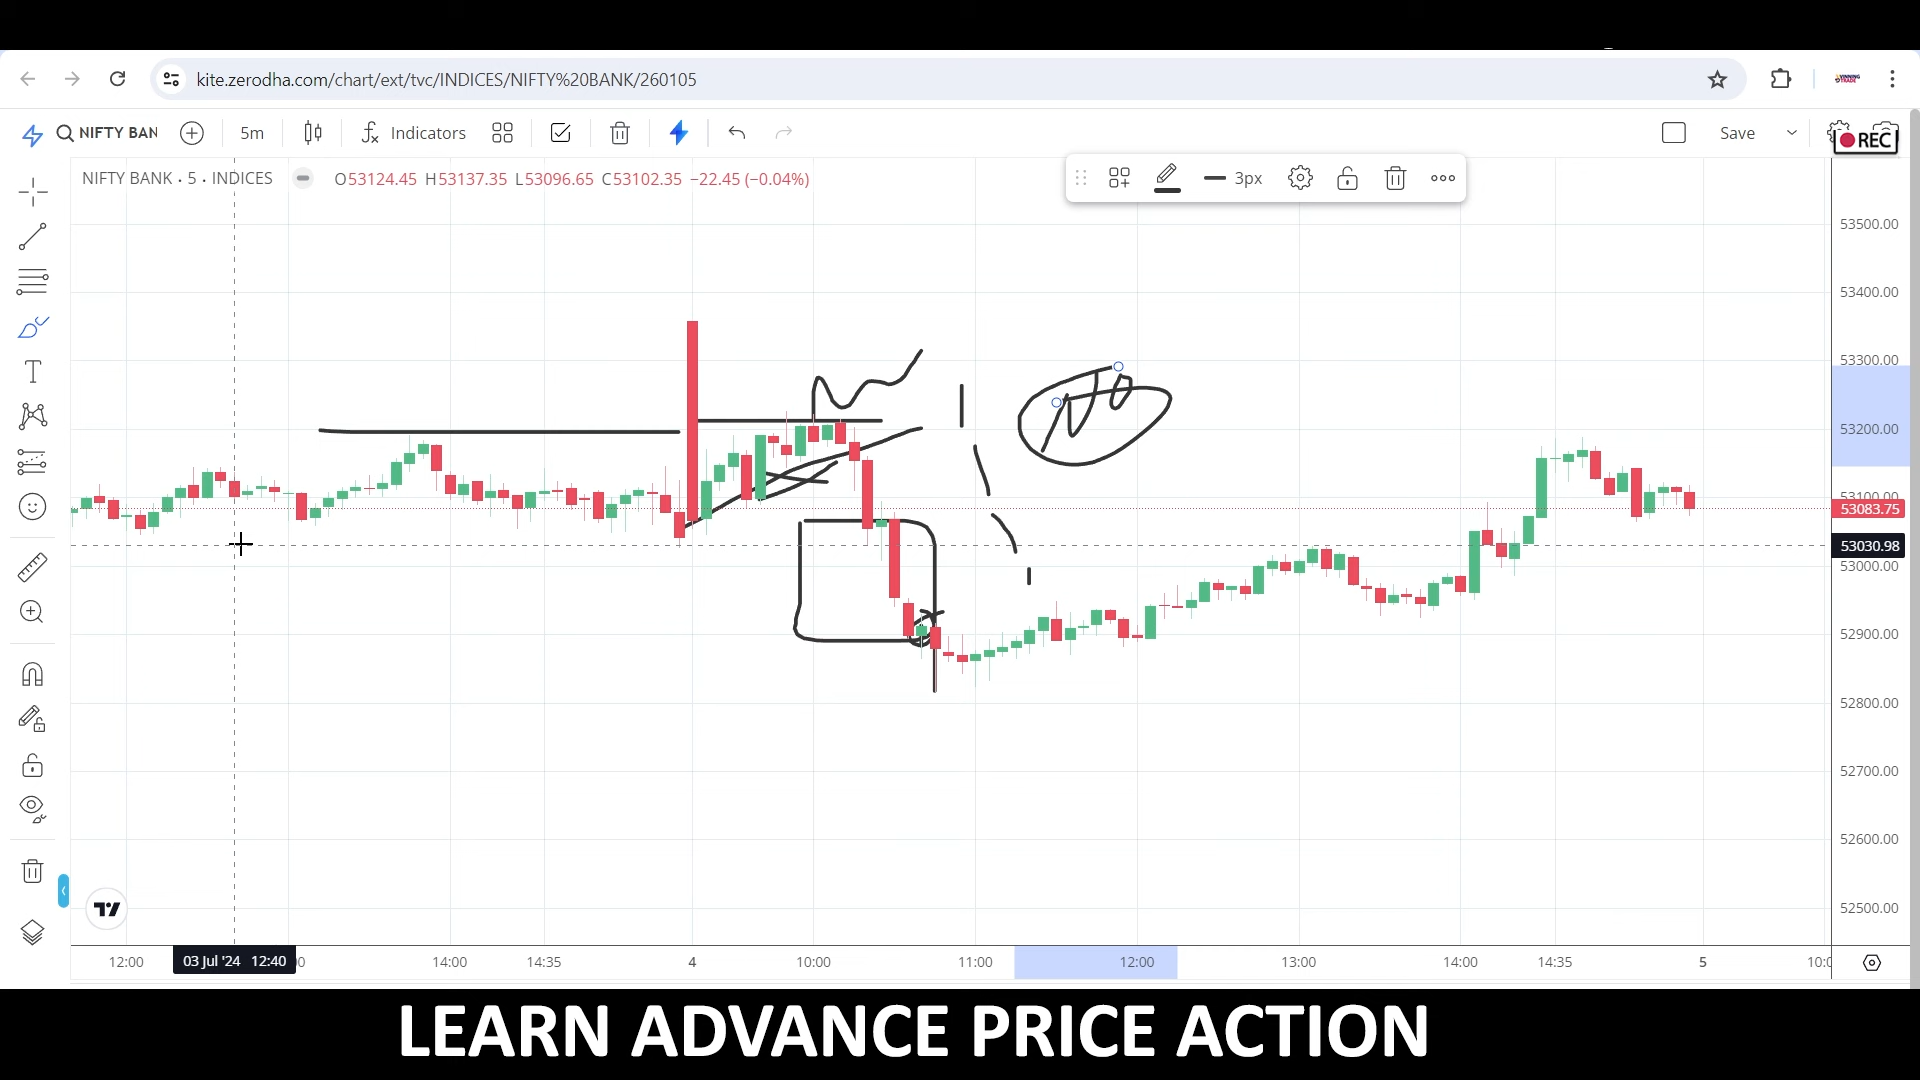 kite.zerodha.com/chart/ext/tvc/INDICES/NIFTY%20BANK/260105
NIFTY BAN
5m
Indicators
Save
REC
NIFTY BANK · 5 · INDICES
O53124.45 H53137.35 L53096.65 C53102.35 −22.45 (−0.04%)
3px
53500.00
53400.00
53300.00
53200.00
53100.00
53083.75
53030.98
53000.00
52900.00
52800.00
52700.00
52600.00
52500.00
No
12:00
03 Jul '24 12:40
14:00
14:35
4
10:00
11:00
12:00
13:00
14:00
14:35
5
LEARN ADVANCE PRICE ACTION